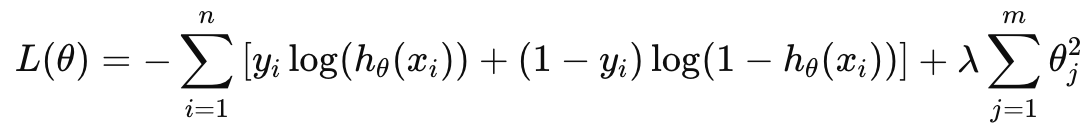 L(θ) = − ∑_{i=1}^{n} [y_i log(h_θ(x_i)) + (1 − y_i) log(1 − h_θ(x_i))] + λ ∑_{j=1}^{m} θ_j^2